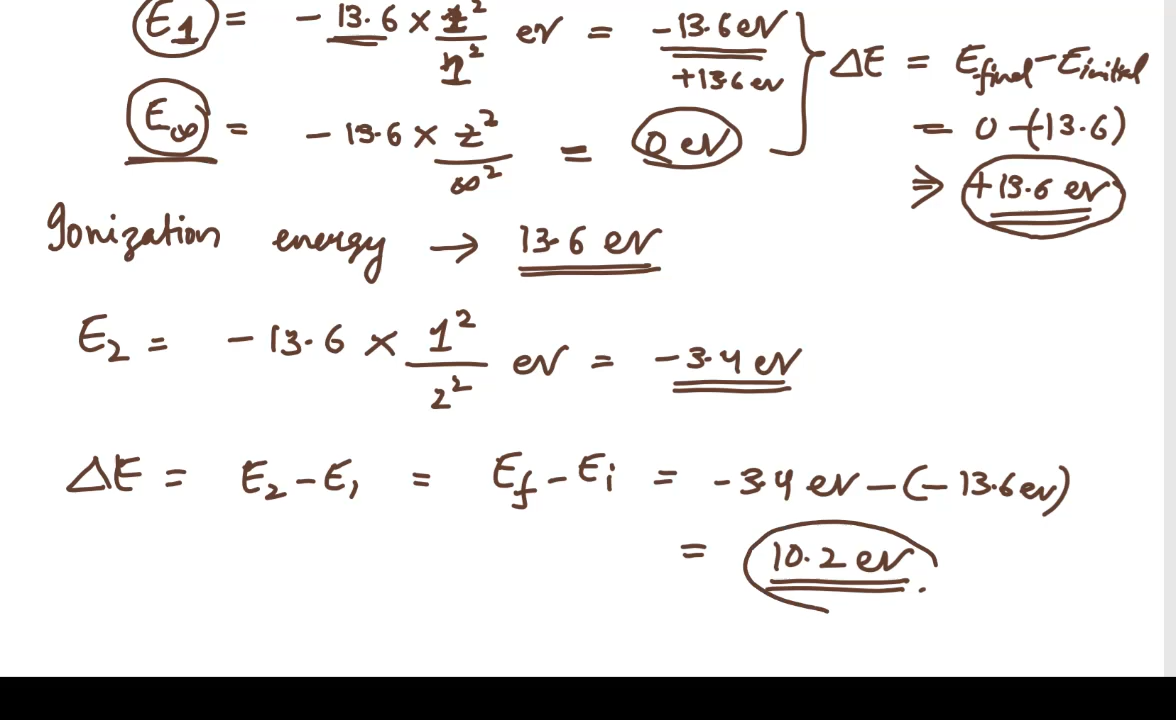 E₁ = - 13.6 × 1²/1² eV = -13.6 eV
+13.6 eV
ΔE = E final - E initial
E∞ = - 13.6 × z²/∞² = 0 eV
= 0 -(-13.6)
⇒ +13.6 eV
Ionization energy → 13.6 eV
E₂ = - 13.6 × 1²/2² eV = -3.4 eV
ΔE = E₂ - E₁ = Ef - Ei = -3.4 eV - (- 13.6 eV)
= 10.2 eV.